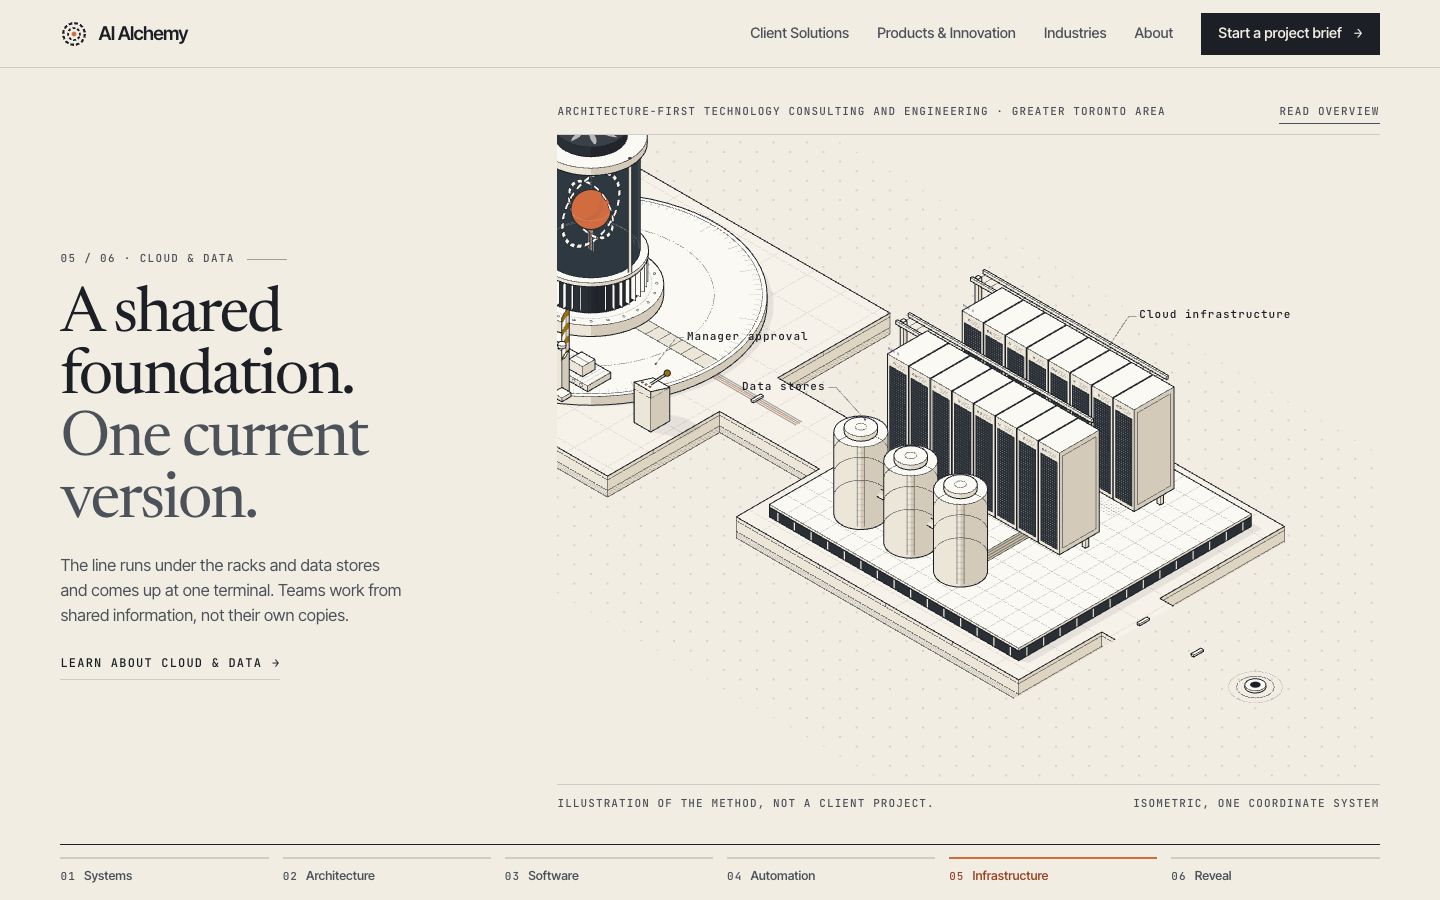 AI Alchemy
Client Solutions
Products & Innovation
Industries
About
Start a project brief →
ARCHITECTURE-FIRST TECHNOLOGY CONSULTING AND ENGINEERING · GREATER TORONTO AREA
READ OVERVIEW
05 / 06 · CLOUD & DATA
A shared
foundation.
One current
version.
The line runs under the racks and data stores
and comes up at one terminal. Teams work from
shared information, not their own copies.
LEARN ABOUT CLOUD & DATA →
Cloud infrastructure
Manager approval
Data stores
ILLUSTRATION OF THE METHOD, NOT A CLIENT PROJECT.
ISOMETRIC, ONE COORDINATE SYSTEM
01 Systems
02 Architecture
03 Software
04 Automation
05 Infrastructure
06 Reveal